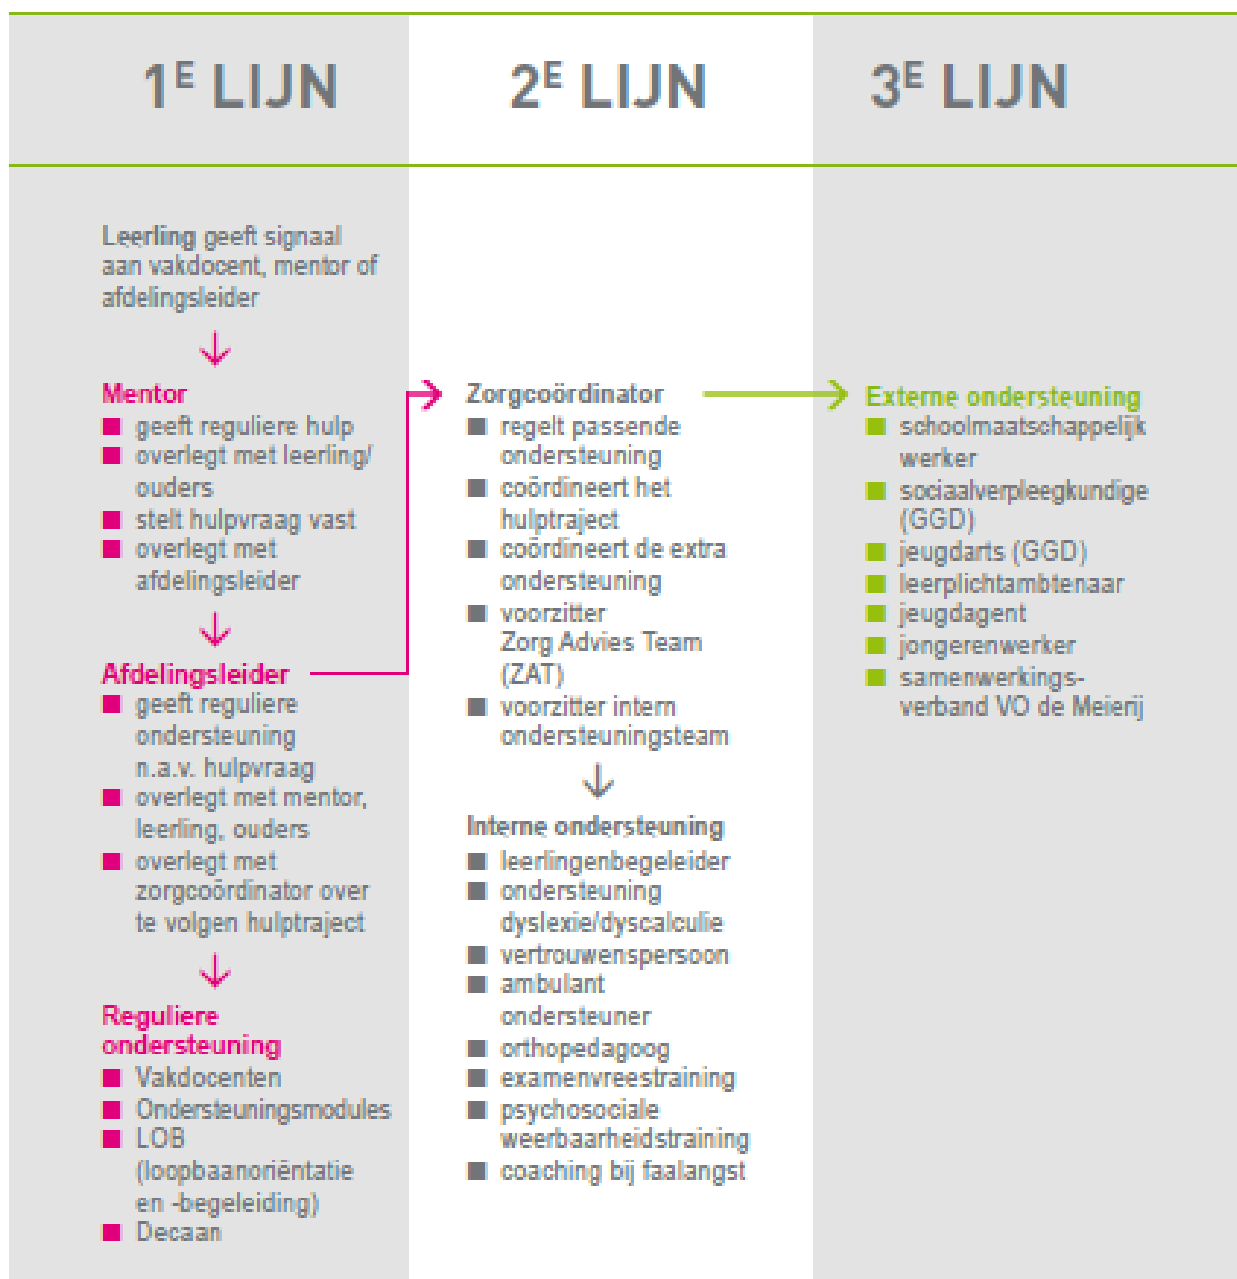 1E LIJN
2E LIJN
3E LIJN
Leerling geeft signaal
aan vakdocent, mentor of
afdelingsleider
Mentor
geeft reguliere hulp
overlegt met leerling/
ouders
stelt hulpvraag vast
overlegt met
afdelingsleider
Afdelingsleider
geeft reguliere
ondersteuning
n.a.v. hulpvraag
overlegt met mentor,
leerling, ouders
overlegt met
zorgcoördinator over
te volgen hulptraject
Reguliere
ondersteuning
Vakdocenten
Ondersteuningsmodules
LOB
(loopbaanoriëntatie
en -begeleiding)
Decaan
Zorgcoördinator
regelt passende
ondersteuning
coördineert het
hulptraject
coördineert de extra
ondersteuning
voorzitter
Zorg Advies Team
(ZAT)
voorzitter intern
ondersteuningsteam
Interne ondersteuning
leerlingenbegeleider
ondersteuning
dyslexie/dyscalculie
vertrouwenspersoon
ambulant
ondersteuner
orthopedagoog
examenvreestraining
psychosociale
weerbaarheidstraining
coaching bij faalangst
Externe ondersteuning
schoolmaatschappelijk
werker
sociaalverpleegkundige
(GGD)
jeugdarts (GGD)
leerplichtambtenaar
jeugdagent
jongerenwerker
samenwerkings-
verband VO de Meierij